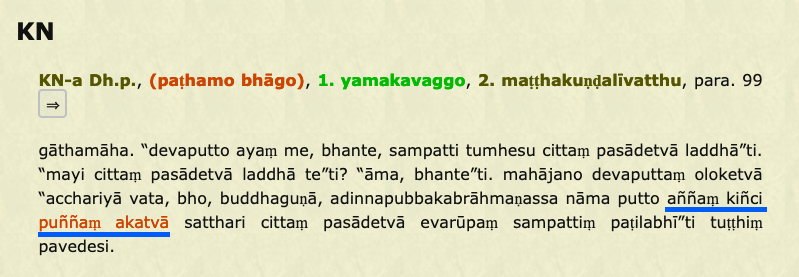 KN
KN-a Dh.p., (paṭhamo bhāgo), 1. yamakavaggo, 2. maṭṭhakuṇḍalīvatthu, para. 99
⇒
gāthamāha. “devaputto ayaṃ me, bhante, sampatti tumhesu cittaṃ pasādetvā laddhā”ti.
“mayi cittaṃ pasādetvā laddhā te”ti? “āma, bhante”ti. mahājano devaputtaṃ oloketvā
“acchariyā vata, bho, buddhaguṇā, adinnapubbakabrāhmaṇassa nāma putto aññaṃ kiñci
puññaṃ akatvā satthari cittaṃ pasādetvā evarūpaṃ sampattiṃ paṭilabhī”ti tuṭṭhiṃ
pavedesi.